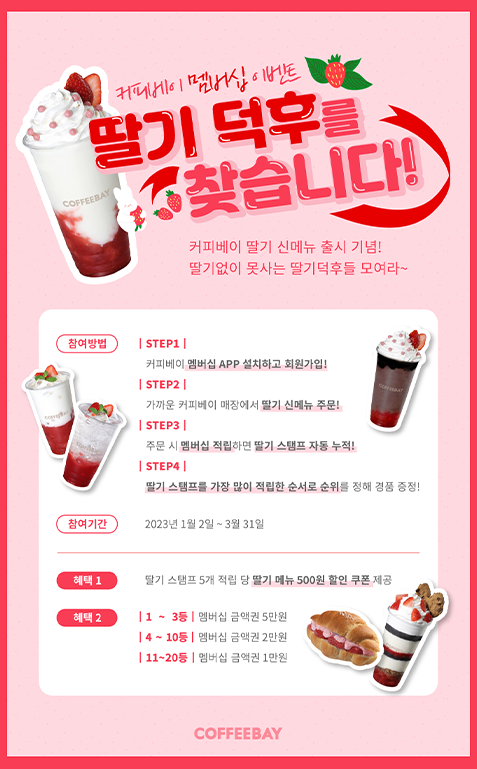 커피베이 멤버십 이벤트
딸기 덕후를
찾습니다!
COFFEEBAY
커피베이 딸기 신메뉴 출시 기념!
딸기없이 못사는 딸기덕후들 모여라~
참여방법
| STEP1 |
커피베이 멤버십 APP 설치하고 회원가입!
| STEP2 |
가까운 커피베이 매장에서 딸기 신메뉴 주문!
| STEP3 |
주문 시 멤버십 적립하면 딸기 스탬프 자동 누적!
| STEP4 |
딸기 스탬프를 가장 많이 적립한 순서로 순위를 정해 경품 증정!
COFFEEBAY
참여기간 2023년 1월 2일 ~ 3월 31일
혜택 1 딸기 스탬프 5개 적립 당 딸기 메뉴 500원 할인 쿠폰 제공
혜택 2 | 1 ~ 3등 | 멤버십 금액권 5만원
| 4 ~ 10등 | 멤버십 금액권 2만원
| 11~20등 | 멤버십 금액권 1만원
COFFEEBAY